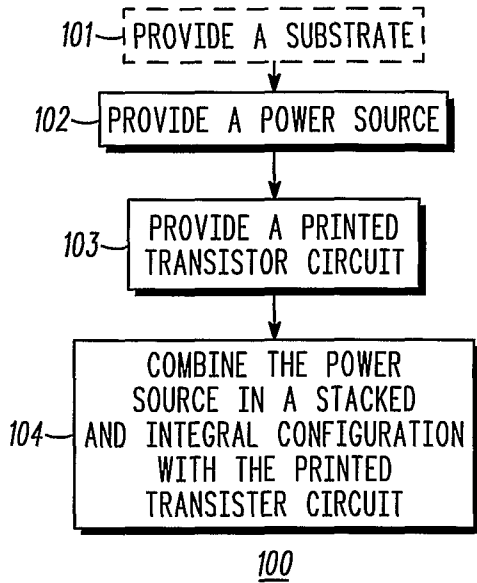 101 PROVIDE A SUBSTRATE
102 PROVIDE A POWER SOURCE
103 PROVIDE A PRINTED
TRANSISTOR CIRCUIT
COMBINE THE POWER
SOURCE IN A STACKED
104 AND INTEGRAL CONFIGURATION
WITH THE PRINTED
TRANSISTER CIRCUIT
100